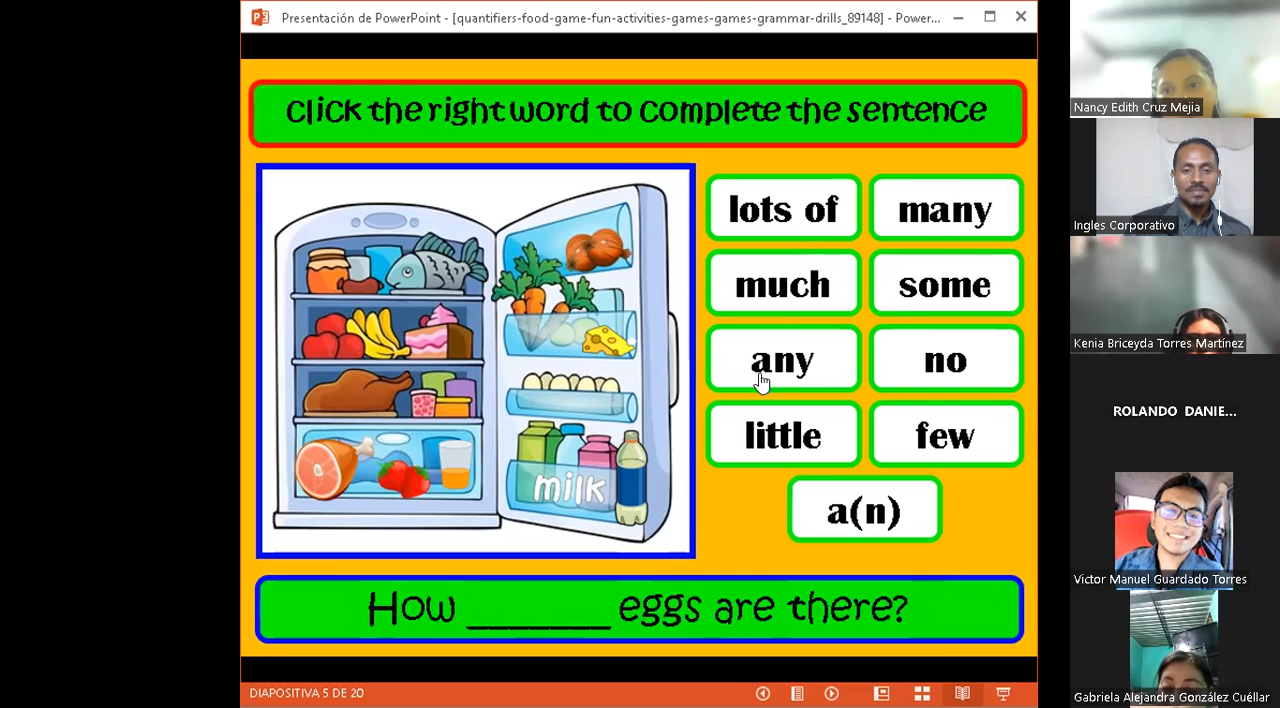 Presentación de PowerPoint - [quantifiers-food-game-fun-activities-games-games-grammar-drills_89148] - Power...
Click the right word to complete the sentence
lots of
many
much
some
any
no
little
few
a(n)
milk
How _______ eggs are there?
DIAPOSITIVA 5 DE 20
Nancy Edith Cruz Mejia
Ingles Corporativo
Kenia Briceyda Torres Martínez
ROLANDO DANIE...
Victor Manuel Guardado Torres
Gabriela Alejandra González Cuéllar